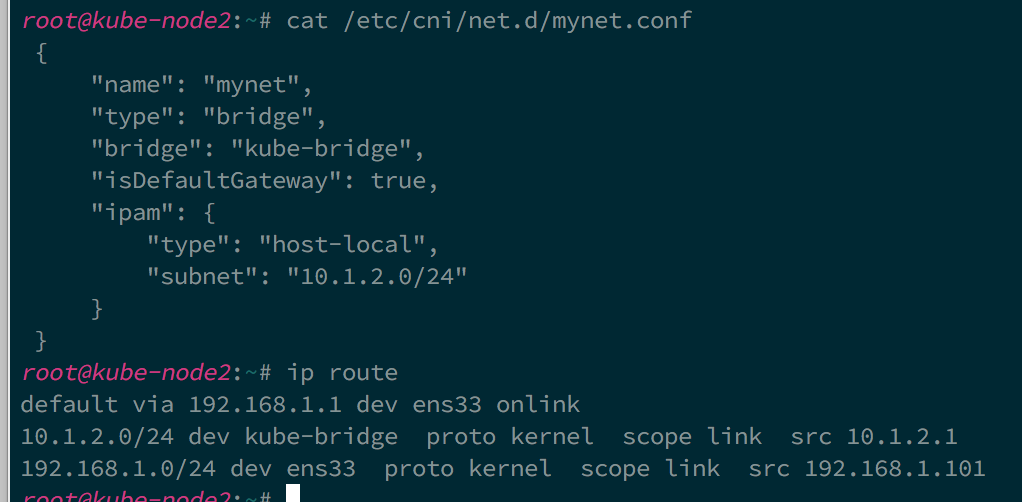 root@kube-node2:~# cat /etc/cni/net.d/mynet.conf
{
"name": "mynet",
"type": "bridge",
"bridge": "kube-bridge",
"isDefaultGateway": true,
"ipam": {
"type": "host-local",
"subnet": "10.1.2.0/24"
}
}
root@kube-node2:~# ip route
default via 192.168.1.1 dev ens33 onlink
10.1.2.0/24 dev kube-bridge  proto kernel  scope link  src 10.1.2.1
192.168.1.0/24 dev ens33  proto kernel  scope link  src 192.168.1.101
root@kube-node2:~#